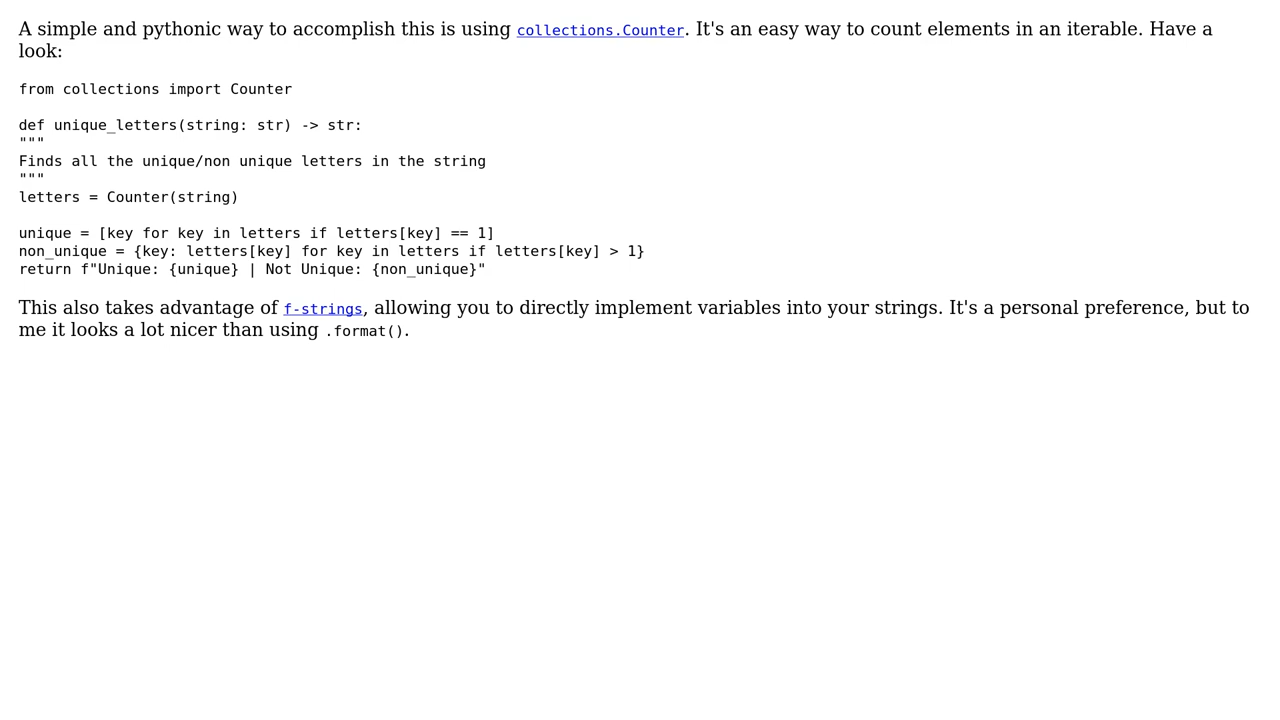 A simple and pythonic way to accomplish this is using collections.Counter. It's an easy way to count elements in an iterable. Have a
look:
from collections import Counter
def unique_letters(string: str) -> str:
"""
Finds all the unique/non unique letters in the string
"""
letters = Counter(string)
unique = [key for key in letters if letters[key] == 1]
non_unique = {key: letters[key] for key in letters if letters[key] > 1}
return f"Unique: {unique} | Not Unique: {non_unique}"
This also takes advantage of f-strings, allowing you to directly implement variables into your strings. It's a personal preference, but to
me it looks a lot nicer than using .format().